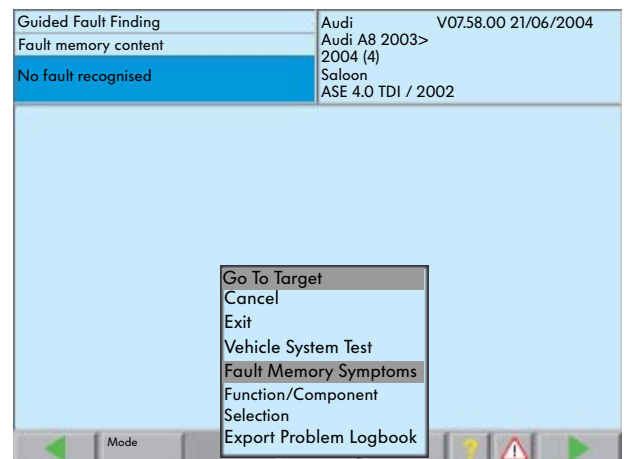 Guided Fault Finding
Fault memory content
No fault recognised
Audi V07.58.00 21/06/2004
Audi A8 2003>
2004 (4)
Saloon
ASE 4.0 TDI / 2002
Go To Target
Cancel
Exit
Vehicle System Test
Fault Memory Symptoms
Function/Component
Selection
Export Problem Logbook
Mode
?
!